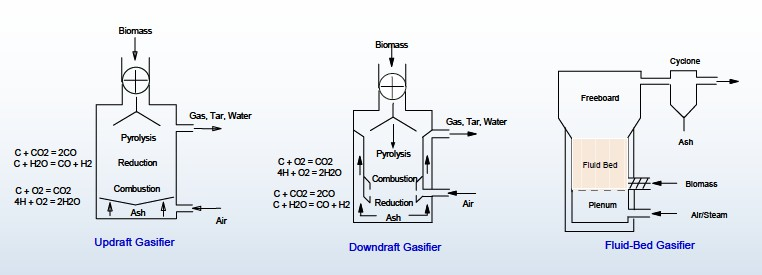 Biomass
Gas, Tar, Water
Pyrolysis
C + CO2 = 2CO
C + H2O = CO + H2
Reduction
C + O2 = CO2
4H + O2 = 2H2O
Combustion
Ash
Air
Updraft Gasifier
Biomass
Gas, Tar, Water
Pyrolysis
C + O2 = CO2
4H + O2 = 2H2O
Combustion
C + CO2 = 2CO
C + H2O = CO + H2
Reduction
Air
Ash
Downdraft Gasifier
Cyclone
Freeboard
Ash
Fluid Bed
Biomass
Plenum
Air/Steam
Fluid-Bed Gasifier